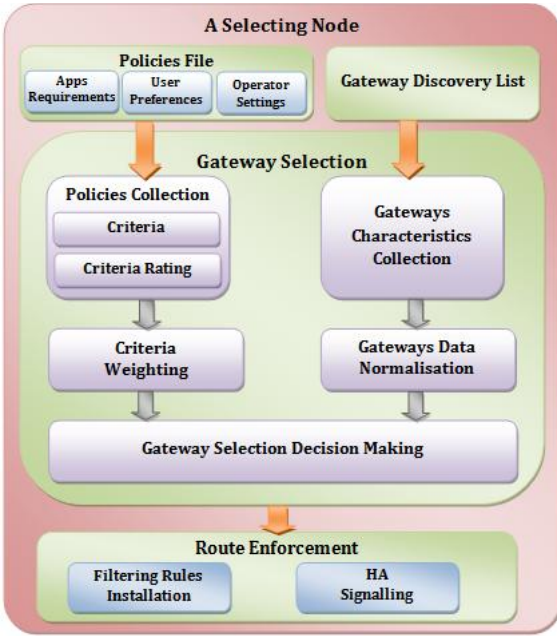 A Selecting Node
Policies File
Apps
Requirements
User
Preferences
Operator
Settings
Gateway Discovery List
Gateway Selection
Policies Collection
Criteria
Criteria Rating
Gateways
Characteristics
Collection
Criteria
Weighting
Gateways Data
Normalisation
Gateway Selection Decision Making
Route Enforcement
Filtering Rules
Installation
HA
Signalling